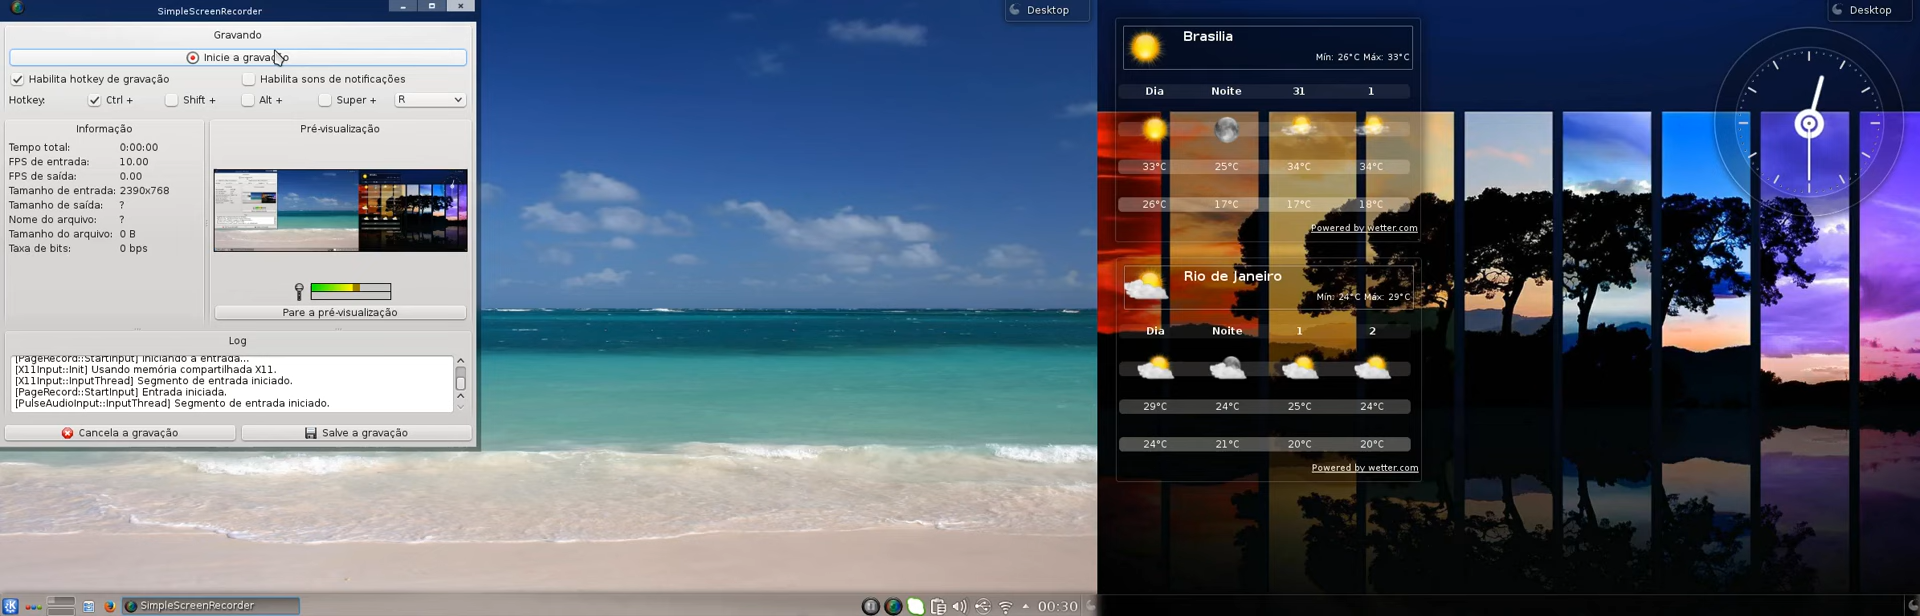 SimpleScreenRecorder
Gravando
Inicie a gravação
Habilita hotkey de gravação
Habilita sons de notificações
Hotkey: Ctrl + Shift + Alt + Super + R
Informação
Tempo total: 0:00:00
FPS de entrada: 10.00
FPS de saída: 0.00
Tamanho de entrada: 2390x768
Tamanho de saída: ?
Nome do arquivo: ?
Tamanho do arquivo: 0 B
Taxa de bits: 0 bps
Pré-visualização
Pare a pré-visualização
Log
[PageRecord::StartInput] Iniciando a entrada...
[X11Input::Init] Usando memória compartilhada X11.
[X11Input::InputThread] Segmento de entrada iniciado.
[PageRecord::StartInput] Entrada iniciada.
[PulseAudioInput::InputThread] Segmento de entrada iniciado.
Cancela a gravação
Salve a gravação
SimpleScreenRecorder
00:30
Desktop
Brasilia
Mín: 26°C Máx: 33°C
Dia Noite 31 1
33°C 25°C 34°C 34°C
26°C 17°C 17°C 18°C
Powered by wetter.com
Rio de Janeiro
Mín: 24°C Máx: 29°C
Dia Noite 1 2
29°C 24°C 25°C 24°C
24°C 21°C 20°C 20°C
Powered by wetter.com
Desktop